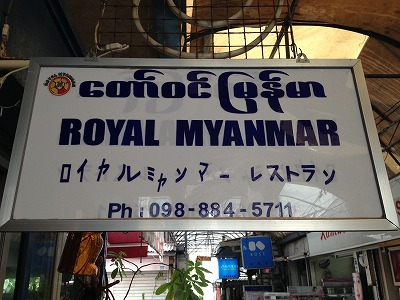 တော်ဝင်မြန်မာ
ROYAL MYANMAR
ロイヤルミャンマー レストラン
Ph : 098-884-5711